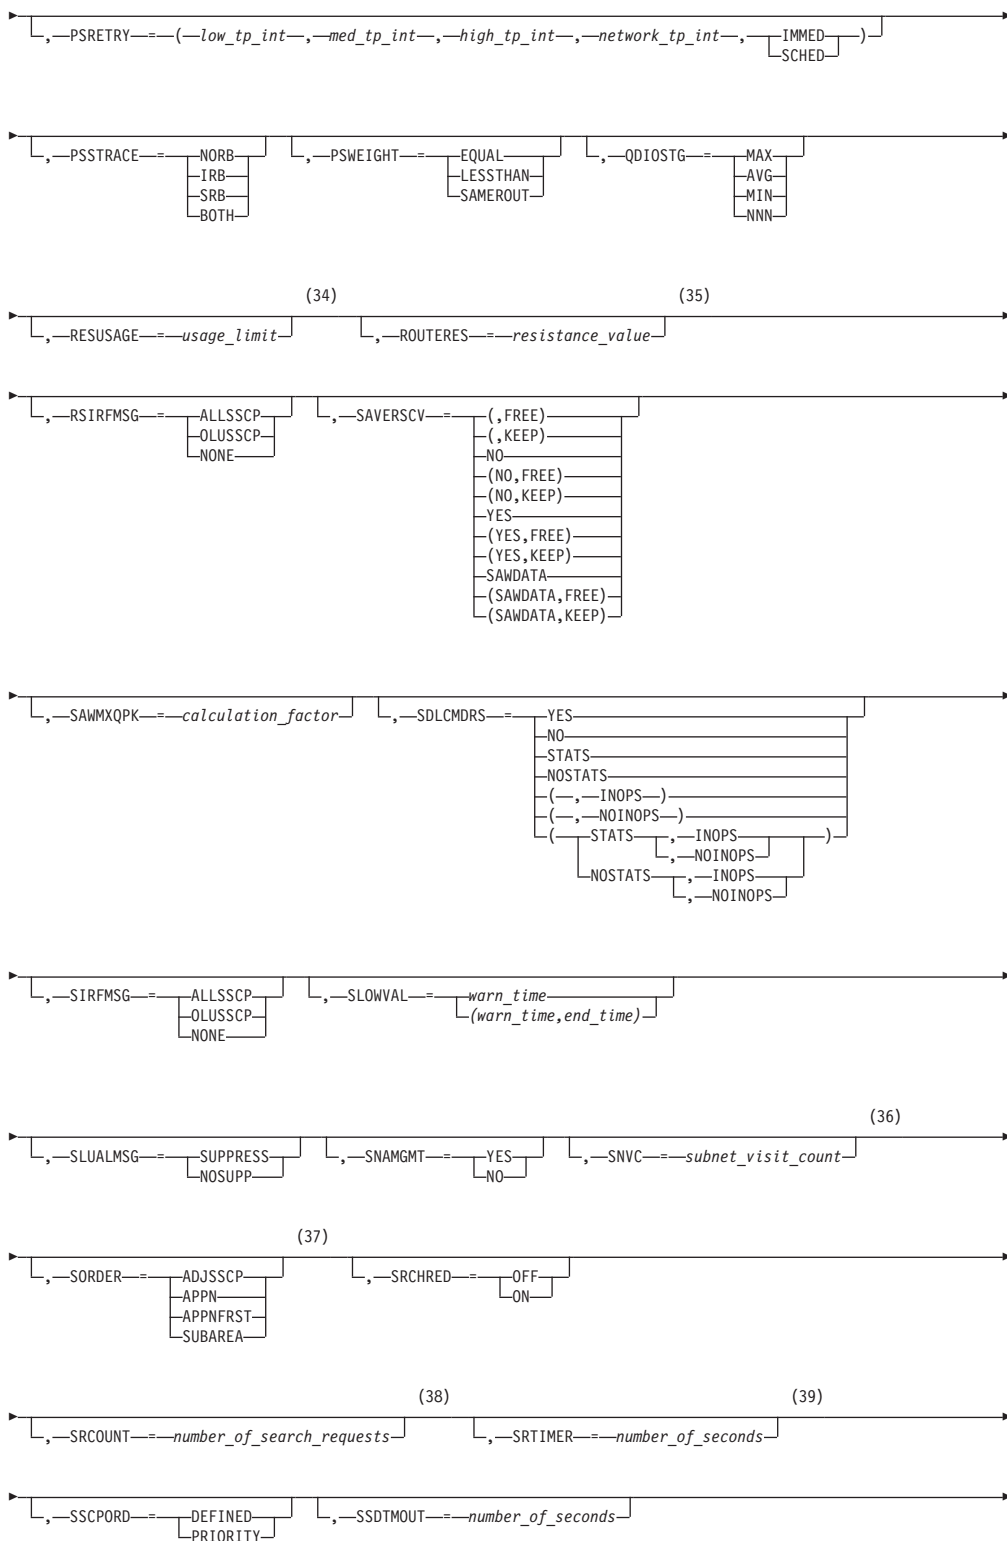 ,PSRETRY=(low_tp_int,med_tp_int,high_tp_int,network_tp_int,IMMED)
SCHED
,PSSTRACE=NORB ,PSWEIGHT=EQUAL ,QDIOSTG=MAX
IRB LESSTHAN AVG
SRB SAMEROUT MIN
BOTH NNN
(34) (35)
,RESUSAGE=usage_limit ,ROUTERES=resistance_value
,RSIRFMSG=ALLSSCP ,SAVERSCV=(,FREE)
OLUSSCP (,KEEP)
NONE NO
(NO,FREE)
(NO,KEEP)
YES
(YES,FREE)
(YES,KEEP)
SAWDATA
(SAWDATA,FREE)
(SAWDATA,KEEP)
,SAWMXQPK=calculation_factor ,SDLCMDRS=YES
NO
STATS
NOSTATS
(,INOPS)
(,NOINOPS)
(STATS,INOPS)
,NOINOPS
NOSTATS,INOPS
,NOINOPS
,SIRFMSG=ALLSSCP ,SLOWVAL=warn_time
OLUSSCP (warn_time,end_time)
NONE
(36)
,SLUALMSG=SUPPRESS ,SNAMGMT=YES ,SNVC=subnet_visit_count
NOSUPP NO
(37)
,SORDER=ADJSSCP ,SRCHRED=OFF
APPN ON
APPNFRST
SUBAREA
(38) (39)
,SRCOUNT=number_of_search_requests ,SRTIMER=number_of_seconds
,SSCPORD=DEFINED ,SSDTMOUT=number_of_seconds
PRIORITY